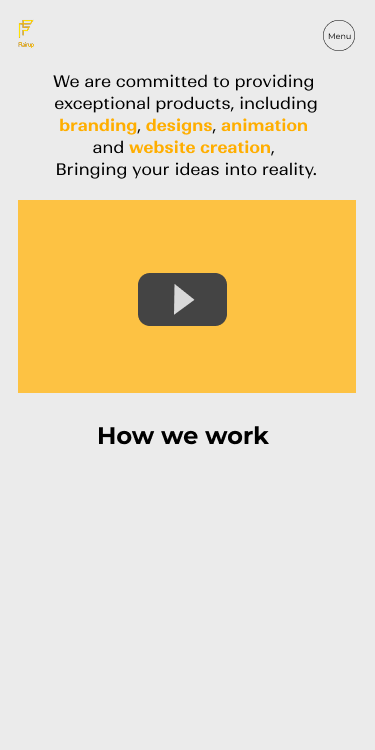 Menu
We are committed to providing
exceptional products, including
branding, designs, animation
and website creation,
Bringing your ideas into reality.
How we work